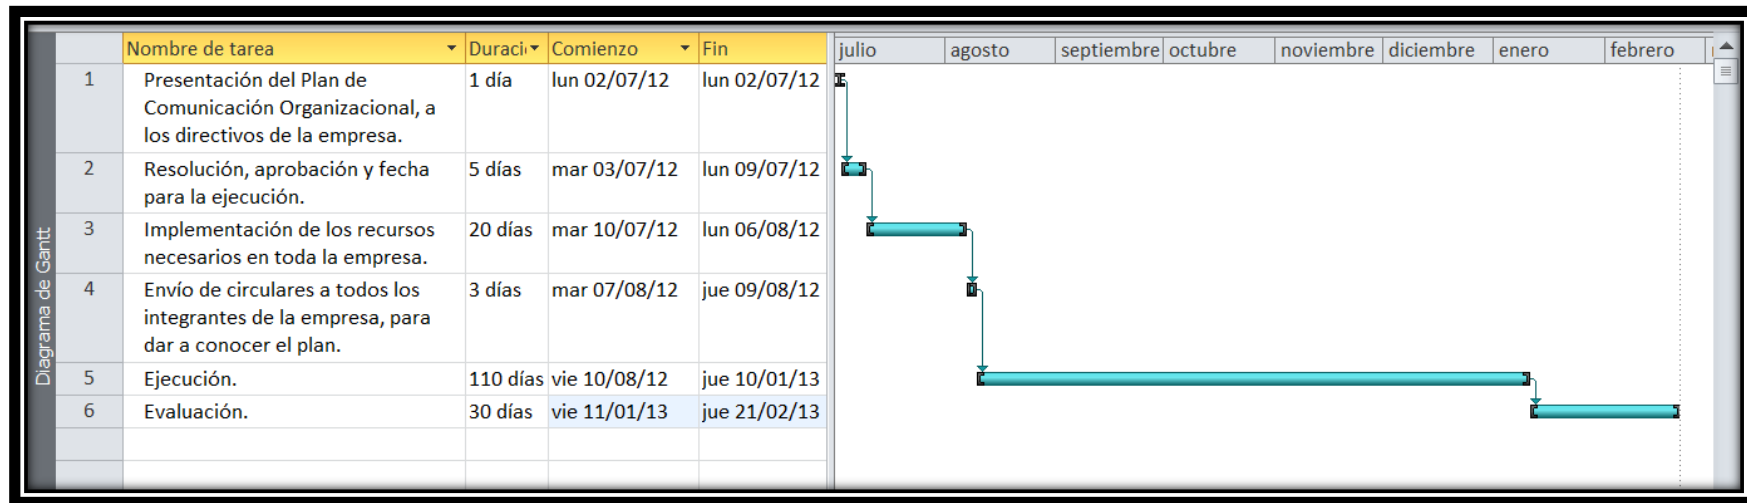 Nombre de tarea Duració Comienzo Fin julio agosto septiembre octubre noviembre diciembre enero febrero
1 Presentación del Plan de 1 día lun 02/07/12 lun 02/07/12
Comunicación Organizacional, a
los directivos de la empresa.
2 Resolución, aprobación y fecha 5 días mar 03/07/12 lun 09/07/12
para la ejecución.
3 Implementación de los recursos 20 días mar 10/07/12 lun 06/08/12
necesarios en toda la empresa.
4 Envío de circulares a todos los 3 días mar 07/08/12 jue 09/08/12
integrantes de la empresa, para
dar a conocer el plan.
5 Ejecución. 110 días vie 10/08/12 jue 10/01/13
6 Evaluación. 30 días vie 11/01/13 jue 21/02/13
Diagrama de Gantt